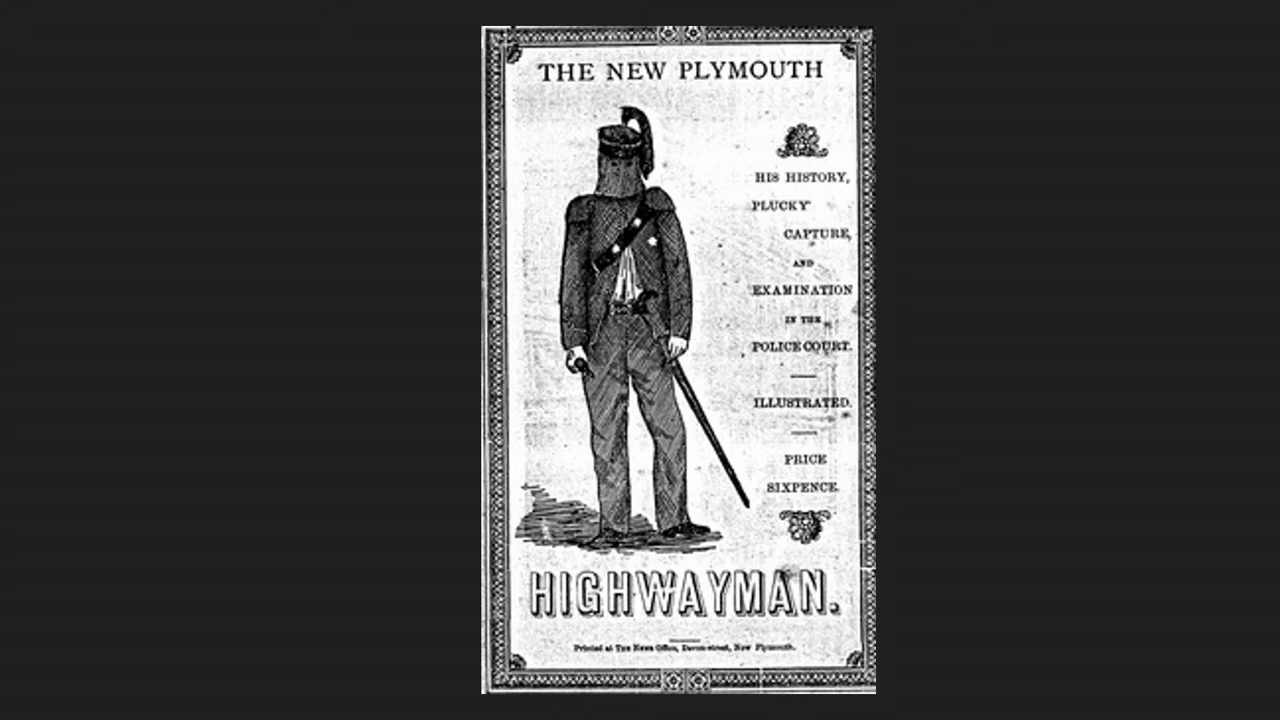 THE NEW PLYMOUTH
HIS HISTORY,
PLUCKY
CAPTURE,
AND
EXAMINATION
IN THE
POLICE COURT.
ILLUSTRATED.
PRICE
SIXPENCE.
HIGHWAYMAN.
Printed at THE NEWS Office, Devon-street, New Plymouth.